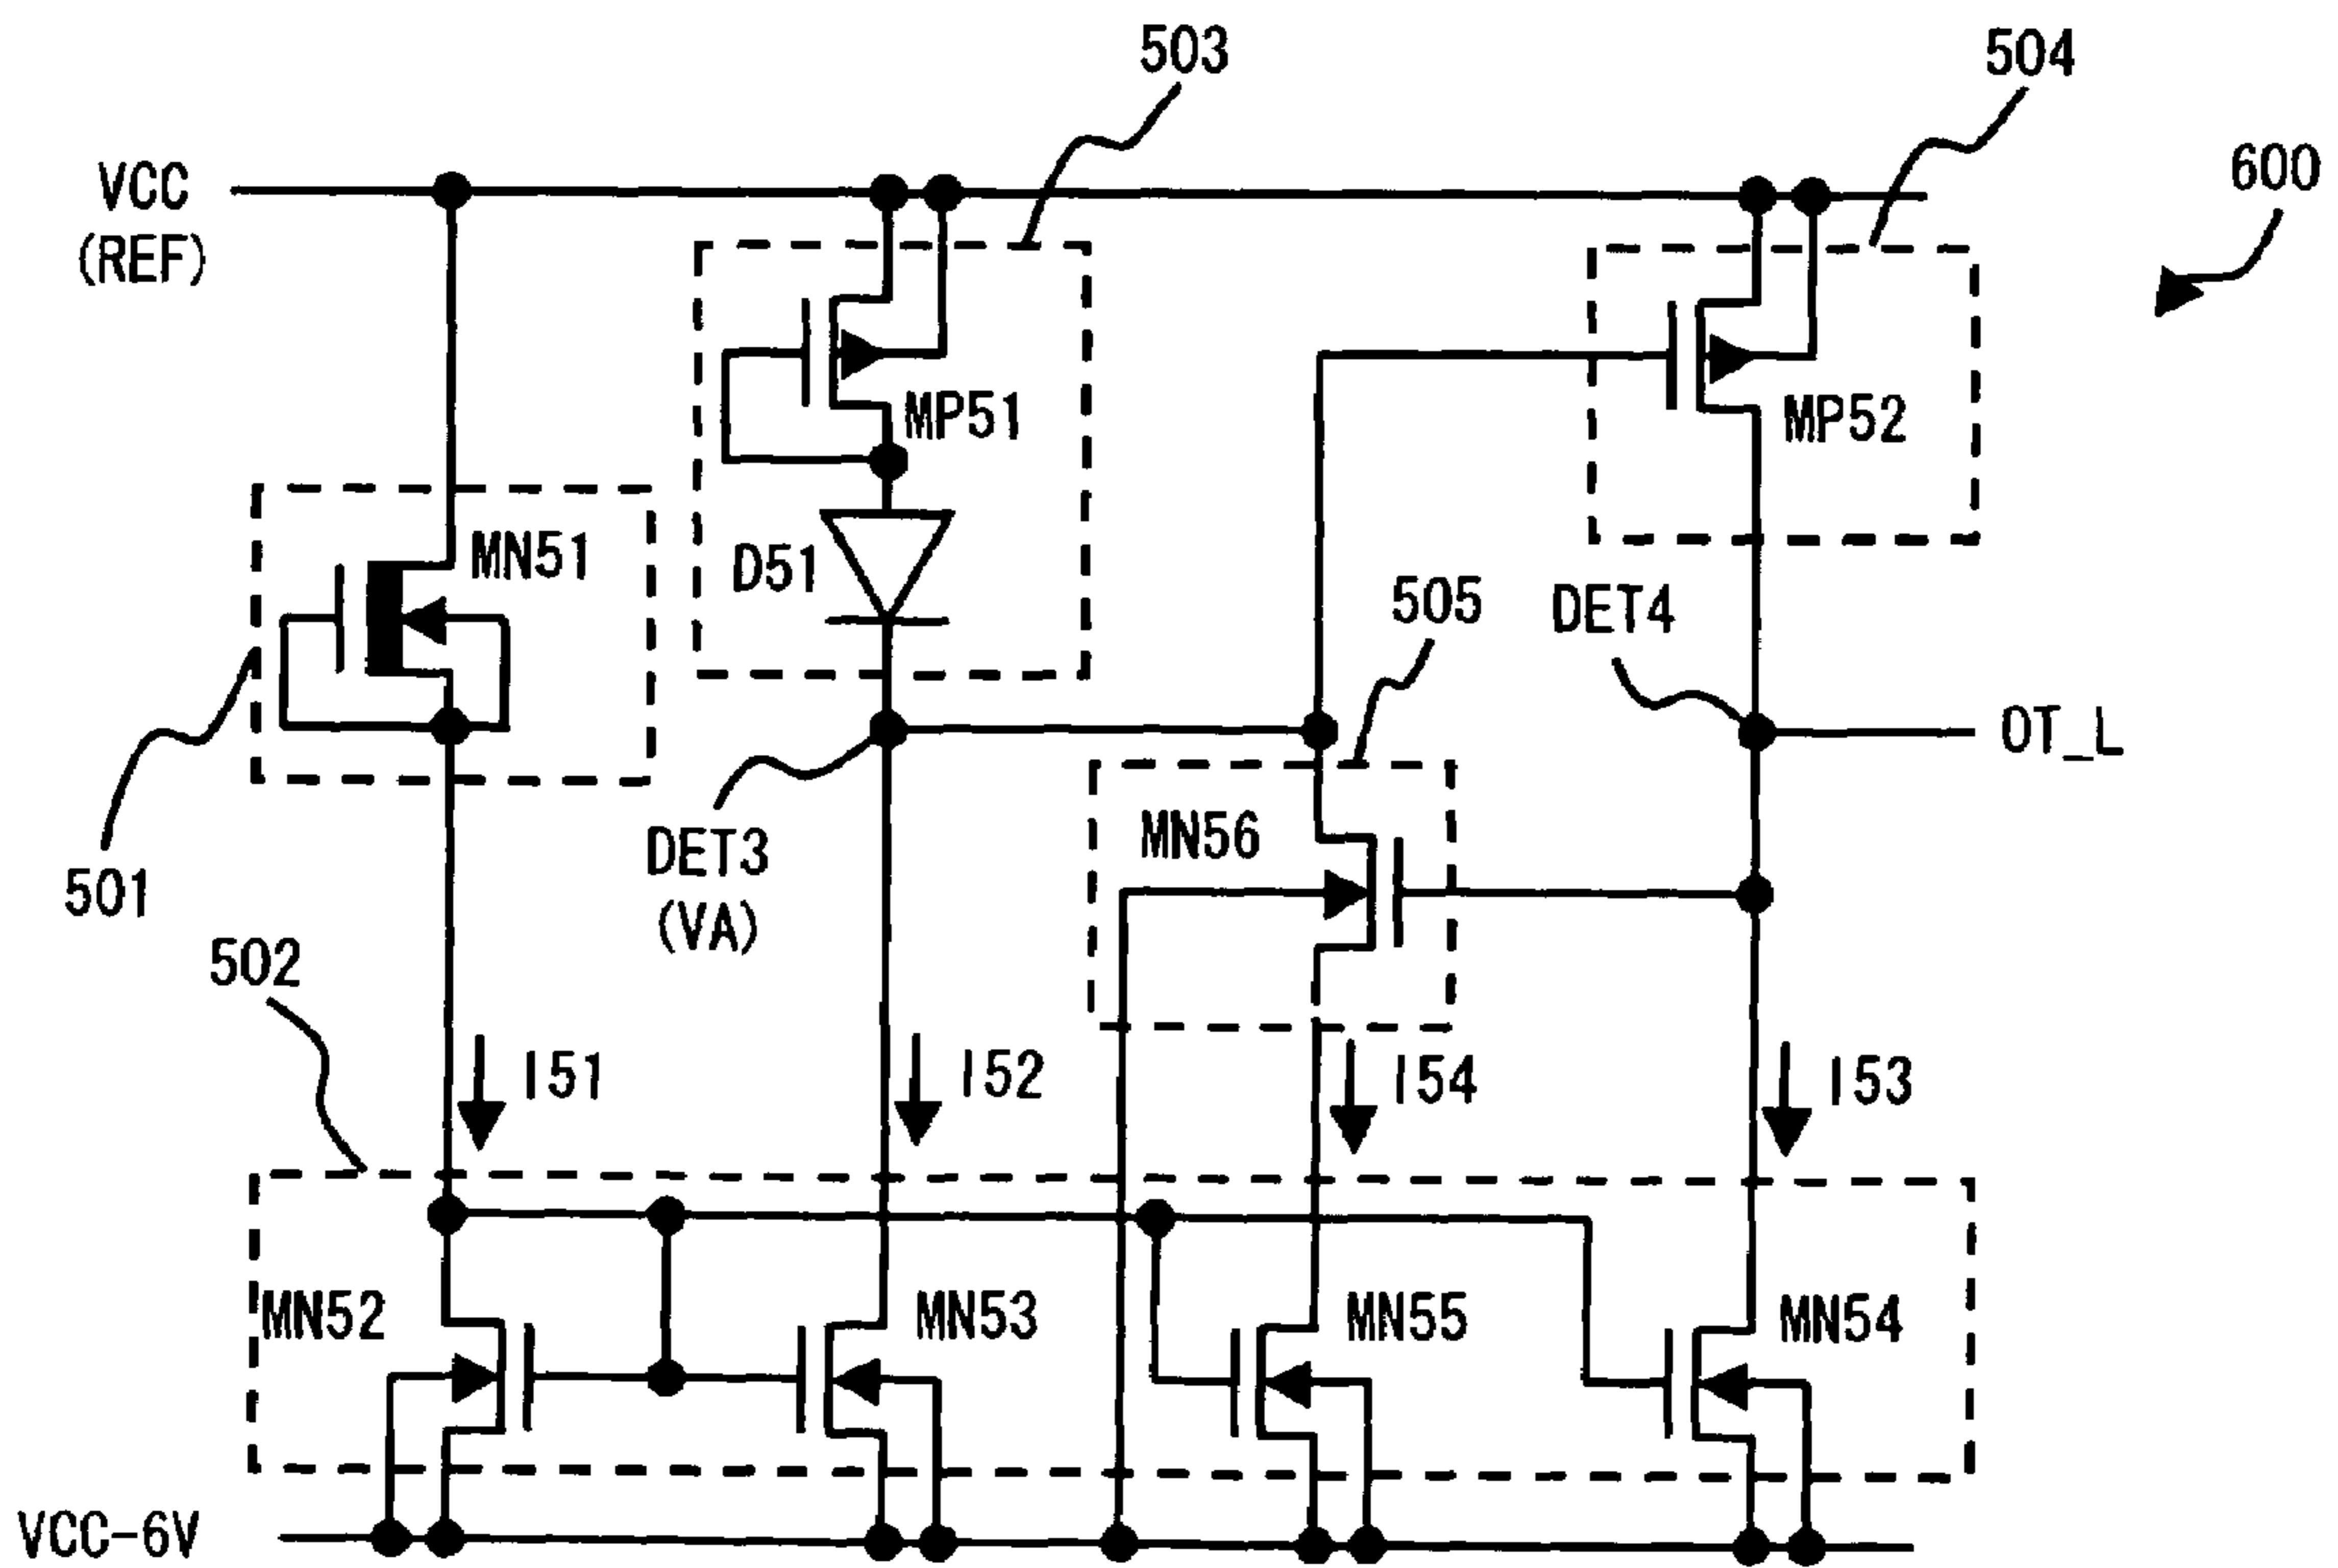 503
504
600
VCC
(REF)
MP51
MP52
MN51
D51
505
DET4
OT_L
MN56
DET3
(VA)
501
502
I51
I52
I54
I53
MN52
MN53
MN55
MN54
VCC-6V